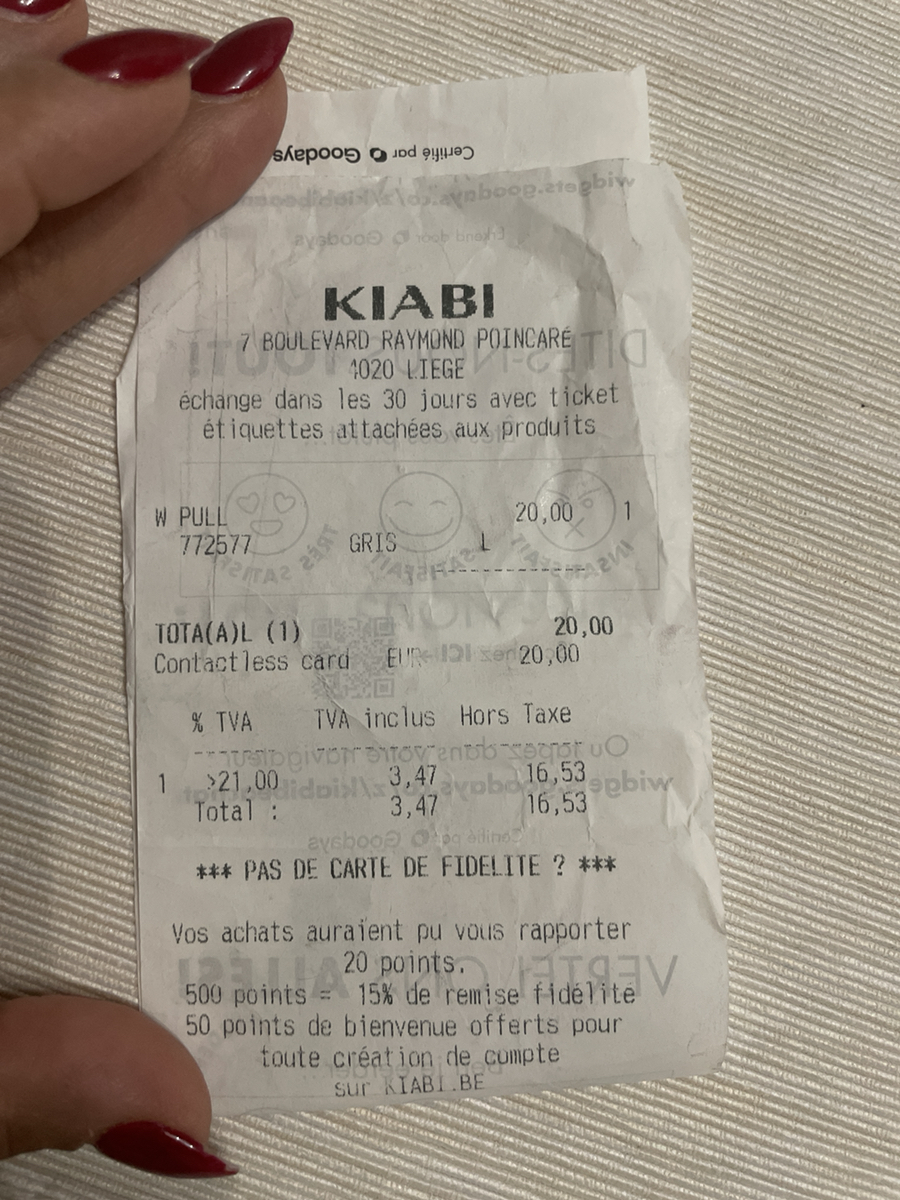 Certifié par Goodays
KIABI
7 BOULEVARD RAYMOND POINCARÉ
4020 LIEGE
échange dans les 30 jours avec ticket
étiquettes attachées aux produits
W PULL 20,00 1
772577 GRIS L
TOTA(A)L (1) 20,00
Contactless card EUR 20,00
% TVA TVA inclus Hors Taxe
1 >21,00 3,47 16,53
Total : 3,47 16,53
*** PAS DE CARTE DE FIDELITE ? ***
Vos achats auraient pu vous rapporter
20 points.
500 points = 15% de remise fidélité
50 points de bienvenue offerts pour
toute création de compte
sur KIABI.BE